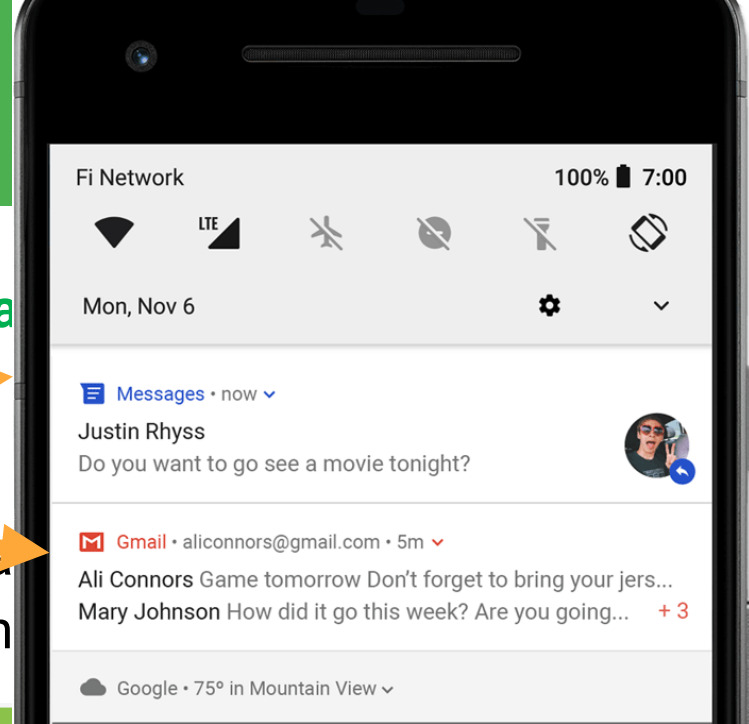 Fi Network 100% 7:00
LTE
Mon, Nov 6
a
Messages • now
Justin Rhyss
Do you want to go see a movie tonight?
Gmail • aliconnors@gmail.com • 5m
Ali Connors Game tomorrow Don't forget to bring your jers...
Mary Johnson How did it go this week? Are you going... + 3
n
Google • 75º in Mountain View